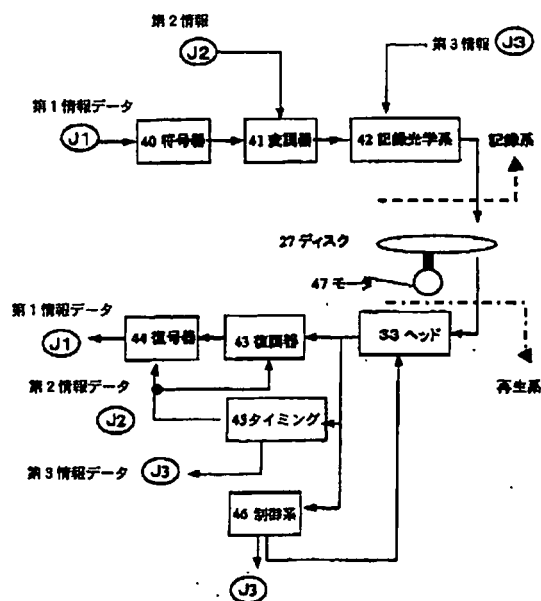 第2情報
J2
第3情報
J3
第1情報データ
J1
40 符号器
41 変調器
42 記録光学系
記録系
27 ディスク
47 モー
第1情報データ
J1
44 復号器
43 復調器
33 ヘッド
再生系
第2情報データ
J2
45 タイミング
第3情報データ
J3
46 制御系
J3